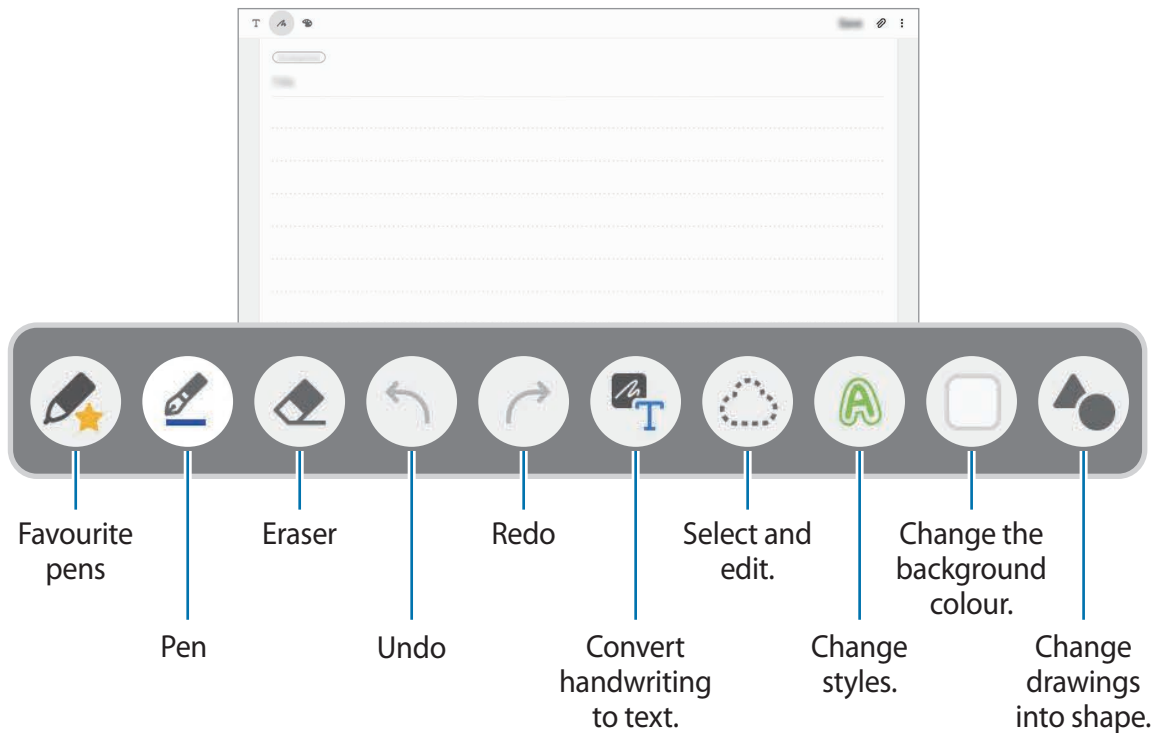 T
T
A
Favourite
pens
Eraser
Redo
Select and
edit.
Change the
background
colour.
Pen
Undo
Convert
handwriting
to text.
Change
styles.
Change
drawings
into shape.